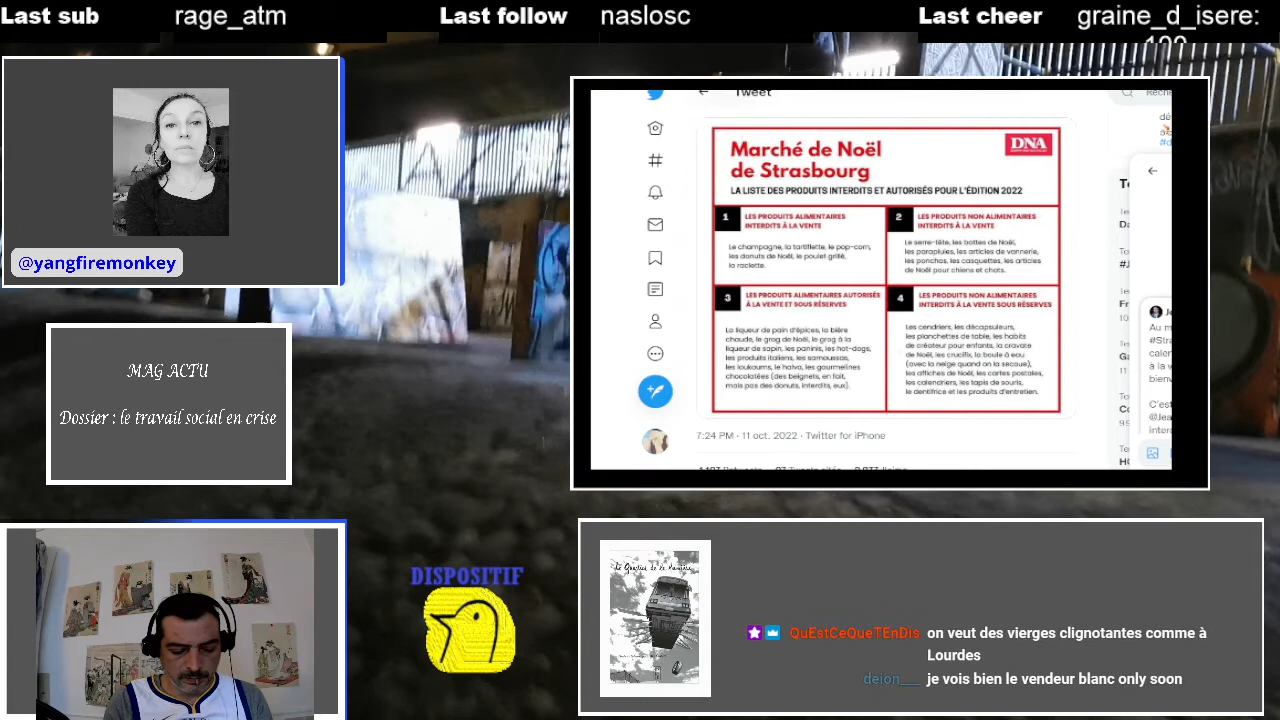 Last sub
rage_atm
Last follow
naslosc
Last cheer
graine_d_isere:
@yangfiremonkey
MAG ACTU
Dossier : le travail social en crise
Tweet
DNA
Marché de Noël
de Strasbourg
LA LISTE DES PRODUITS INTERDITS ET AUTORISÉS POUR L'ÉDITION 2022
1
LES PRODUITS ALIMENTAIRES
INTERDITS À LA VENTE
Le champagne, la tartiflette, le pop-corn,
les donuts de Noël, le poulet grillé,
la raclette.
2
LES PRODUITS NON ALIMENTAIRES
INTERDITS À LA VENTE
Le serre-tête, les bottes de Noël,
les parapluies, les articles de vannerie,
les ponchos, les casquettes, les articles
de Noël pour chiens et chats.
3
LES PRODUITS ALIMENTAIRES AUTORISÉS
À LA VENTE ET SOUS RÉSERVES
La liqueur de pain d'épices, la bière
chaude, le grog de Noël, le grog à la
liqueur de sapin, les paninis, les hot-dogs,
les produits italiens, les samoussas,
les loukoums, le halva, les gourmelines
chocolatées (des beignets, en fait,
mais pas des donuts, interdits, eux).
4
LES PRODUITS NON ALIMENTAIRES
INTERDITS À LA VENTE SOUS RÉSERVES
Les cendriers, les décapsuleurs,
les planchettes de table, les habits
de créateur pour enfants, la cravate
de Noël, les crucifix, la boule à eau
(avec la neige quand on la secoue),
les affiches de Noël, les cartes postales,
les calendriers, les tapis de souris,
le dentifrice et les produits d'entretien.
7:24 PM · 11 oct. 2022 · Twitter for iPhone
DISPOSITIF
QuEstCeQueTEnDis on veut des vierges clignotantes comme à
Lourdes
dejon___ je vois bien le vendeur blanc only soon